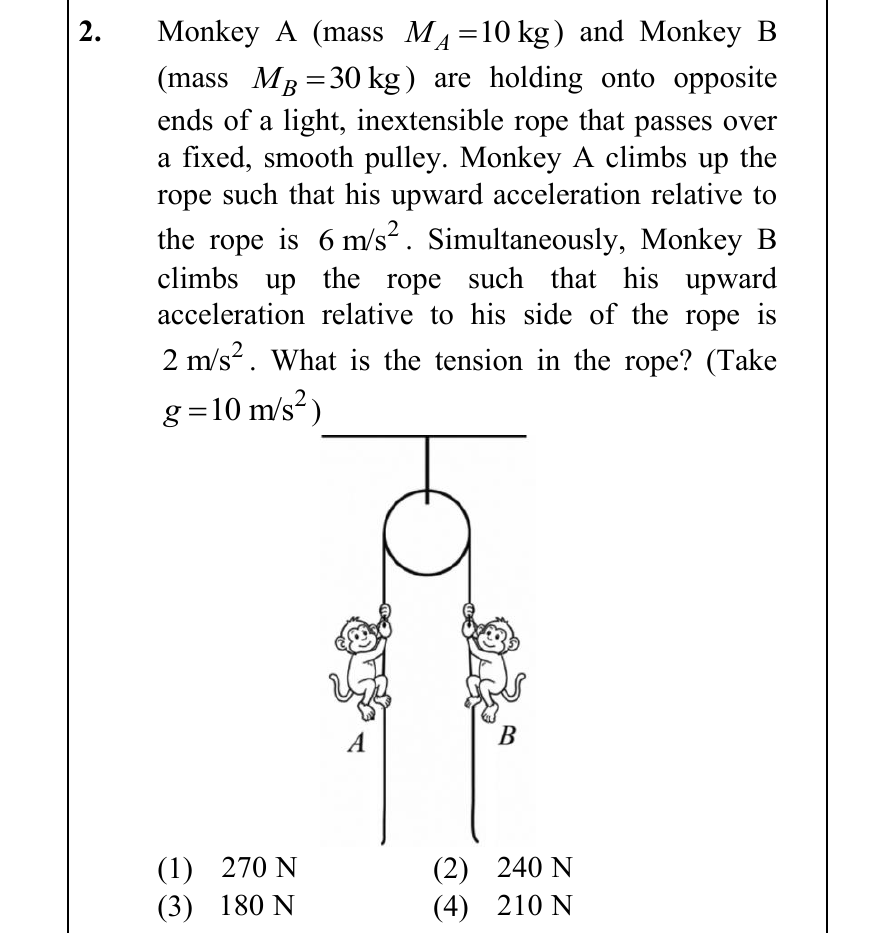 2. Monkey A (mass M_A = 10 kg) and Monkey B
(mass M_B = 30 kg) are holding onto opposite
ends of a light, inextensible rope that passes over
a fixed, smooth pulley. Monkey A climbs up the
rope such that his upward acceleration relative to
the rope is 6 m/s². Simultaneously, Monkey B
climbs up the rope such that his upward
acceleration relative to his side of the rope is
2 m/s². What is the tension in the rope? (Take
g = 10 m/s²)
A
B
(1) 270 N (2) 240 N
(3) 180 N (4) 210 N